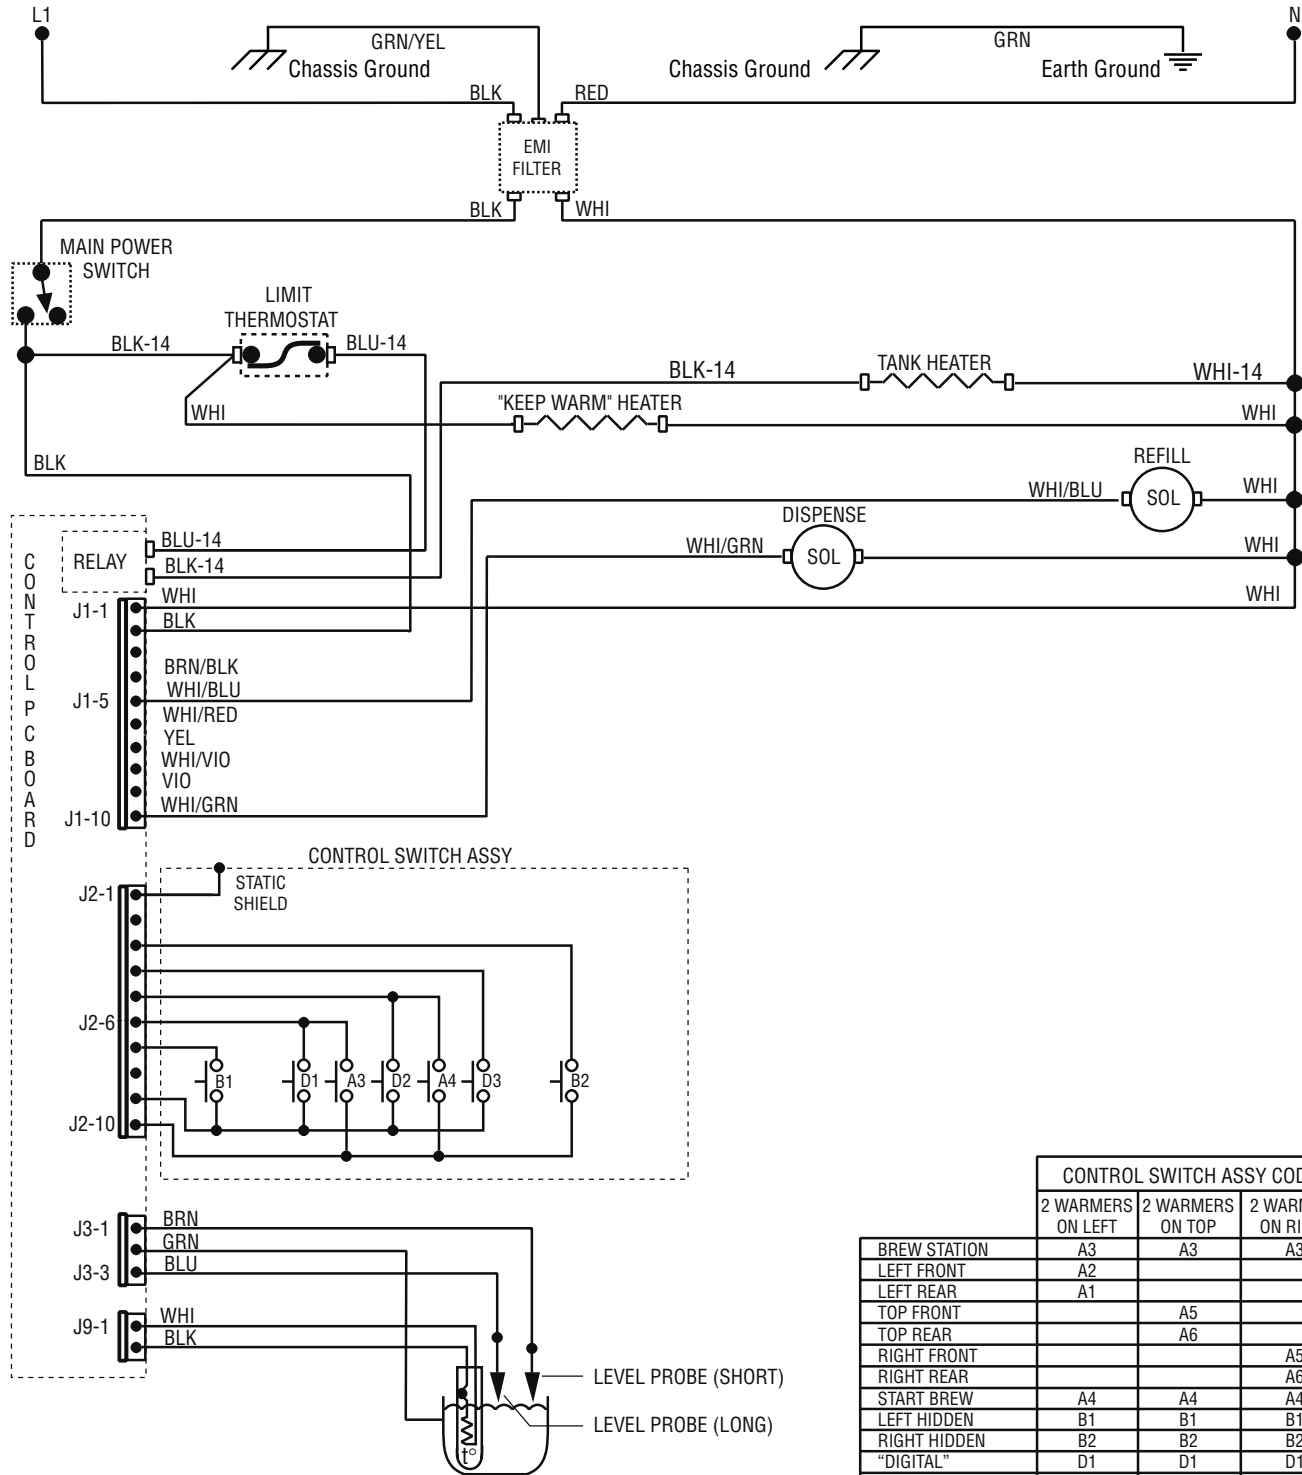 L1
N
GRN/YEL
Chassis Ground
GRN
Chassis Ground
Earth Ground
BLK
RED
EMI
FILTER
BLK
WHI
MAIN POWER
SWITCH
LIMIT
THERMOSTAT
BLK-14
BLU-14
BLK-14
TANK HEATER
WHI-14
WHI
"KEEP WARM" HEATER
WHI
BLK
REFILL
WHI/BLU
SOL
WHI
DISPENSE
WHI/GRN
SOL
WHI
WHI
CONTROL PC BOARD
RELAY
BLU-14
BLK-14
WHI
J1-1
BLK
BRN/BLK
WHI/BLU
J1-5
WHI/RED
YEL
WHI/VIO
VIO
WHI/GRN
J1-10
CONTROL SWITCH ASSY
J2-1
STATIC
SHIELD
J2-6
B1 D1 A3 D2 A4 D3 B2
J2-10
J3-1
BRN
GRN
J3-3
BLU
J9-1
WHI
BLK
LEVEL PROBE (SHORT)
LEVEL PROBE (LONG)
t°
CONTROL SWITCH ASSY
2 WARMERS ON LEFT
2 WARMERS ON TOP
2
BREW STATION A3 A3 A3
LEFT FRONT A2
LEFT REAR A1
TOP FRONT A5
TOP REAR A6
RIGHT FRONT A5
RIGHT REAR A6
START BREW A4 A4 A4
LEFT HIDDEN B1 B1 B1
RIGHT HIDDEN B2 B2 B2
“DIGITAL” D1 D1 D1